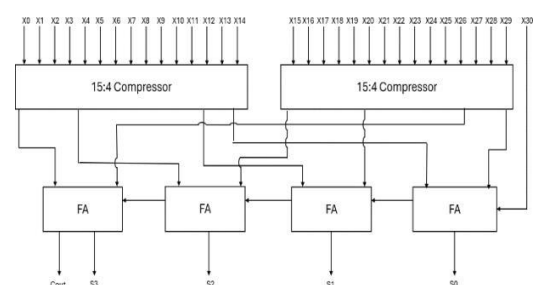 X0 X1 X2 X3 X4 X5 X6 X7 X8 X9 X10 X11 X12 X13 X14 X15 X16 X17 X18 X19 X20 X21 X22 X23 X24 X25 X26 X27 X28 X29 X30
15:4 Compressor 15:4 Compressor
FA FA FA FA
Cout S3 S2 S1 S0